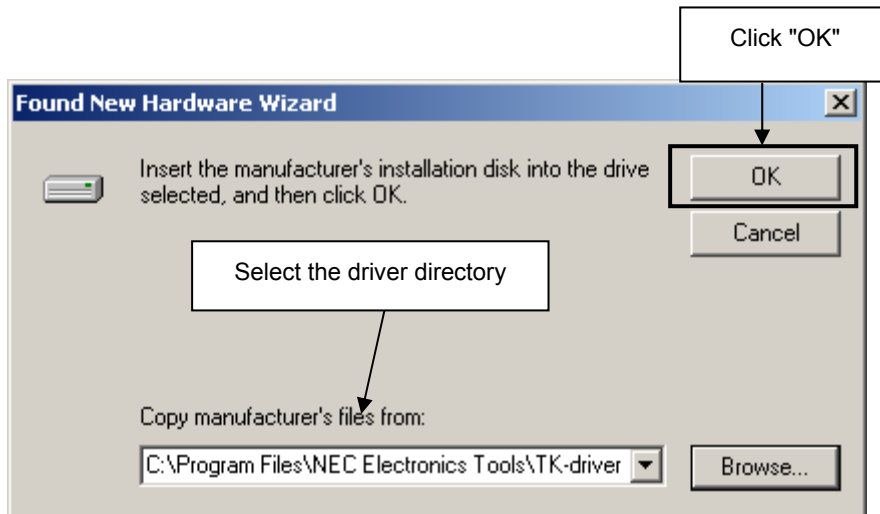 Click "OK"
Found New Hardware Wizard
Insert the manufacturer's installation disk into the drive
selected, and then click OK.
OK
Cancel
Select the driver directory
Copy manufacturer's files from:
C:\Program Files\NEC Electronics Tools\TK-driver
Browse...